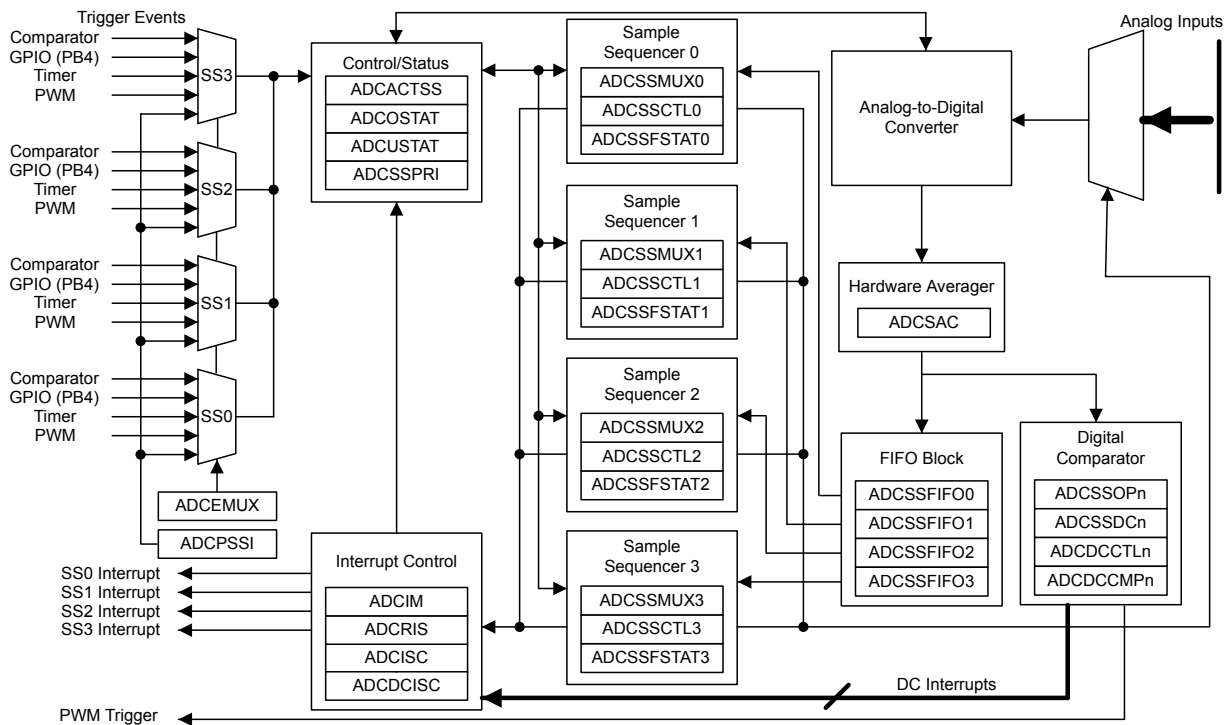 Trigger Events
Comparator
GPIO (PB4)
Timer
PWM
SS3
Comparator
GPIO (PB4)
Timer
PWM
SS2
Comparator
GPIO (PB4)
Timer
PWM
SS1
Comparator
GPIO (PB4)
Timer
PWM
SS0
ADCEMUX
ADCPSSI
SS0 Interrupt
SS1 Interrupt
SS2 Interrupt
SS3 Interrupt
PWM Trigger
Control/Status
ADCACTSS
ADCOSTAT
ADCUSTAT
ADCSSPRI
Interrupt Control
ADCIM
ADCRIS
ADCISC
ADCDCISC
Sample
Sequencer 0
ADCSSMUX0
ADCSSCTL0
ADCSSFSTAT0
Sample
Sequencer 1
ADCSSMUX1
ADCSSCTL1
ADCSSFSTAT1
Sample
Sequencer 2
ADCSSMUX2
ADCSSCTL2
ADCSSFSTAT2
Sample
Sequencer 3
ADCSSMUX3
ADCSSCTL3
ADCSSFSTAT3
Analog-to-Digital
Converter
Analog Inputs
Hardware Averager
ADCSAC
FIFO Block
ADCSSFIFO0
ADCSSFIFO1
ADCSSFIFO2
ADCSSFIFO3
Digital
Comparator
ADCSSOPn
ADCSSDCn
ADCDCCTLn
ADCDCCMPn
DC Interrupts